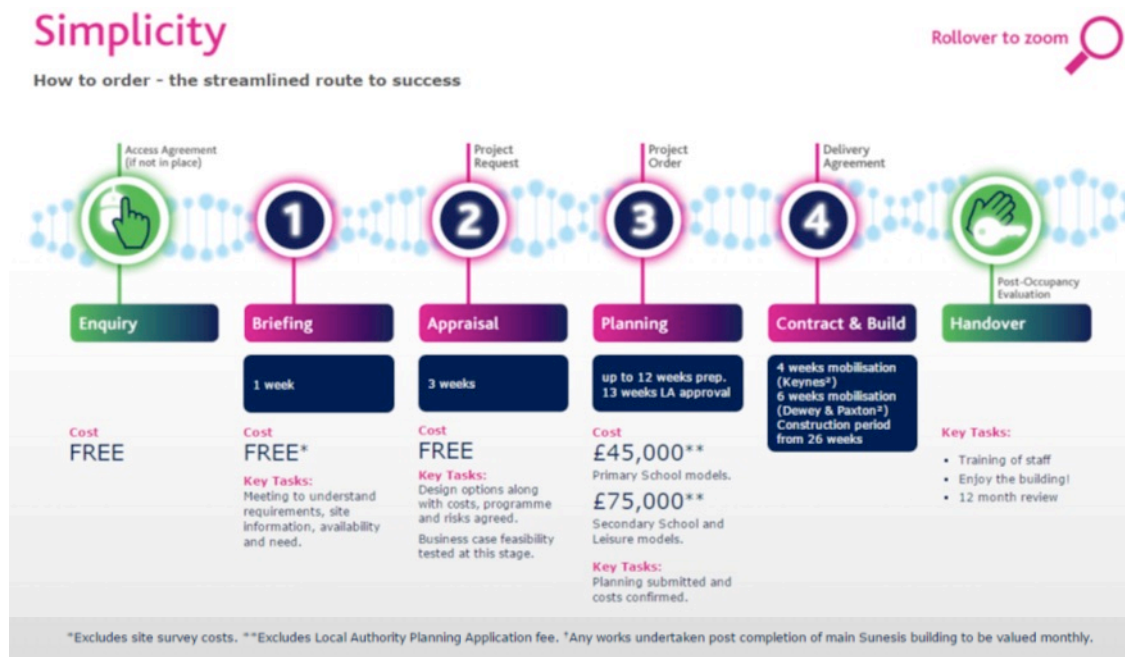 Simplicity
Rollover to zoom
How to order - the streamlined route to success
Access Agreement
(if not in place)
Project
Request
Project
Order
Delivery
Agreement
1
2
3
4
Post-Occupancy
Evaluation
Enquiry
Briefing
Appraisal
Planning
Contract & Build
Handover
1 week
3 weeks
up to 12 weeks prep.
13 weeks LA approval
4 weeks mobilisation
(Keynes²)
6 weeks mobilisation
(Dewey & Paxton²)
Construction period
from 26 weeks
Cost
FREE
Cost
FREE*
Key Tasks:
Meeting to understand
requirements, site
information, availability
and need.
Cost
FREE
Key Tasks:
Design options along
with costs, programme
and risks agreed.
Business case feasibility
tested at this stage.
Cost
£45,000**
Primary School models.
£75,000**
Secondary School and
Leisure models.
Key Tasks:
Planning submitted and
costs confirmed.
Key Tasks:
• Training of staff
• Enjoy the building!
• 12 month review
*Excludes site survey costs. **Excludes Local Authority Planning Application fee. †Any works undertaken post completion of main Sunesis building to be valued monthly.